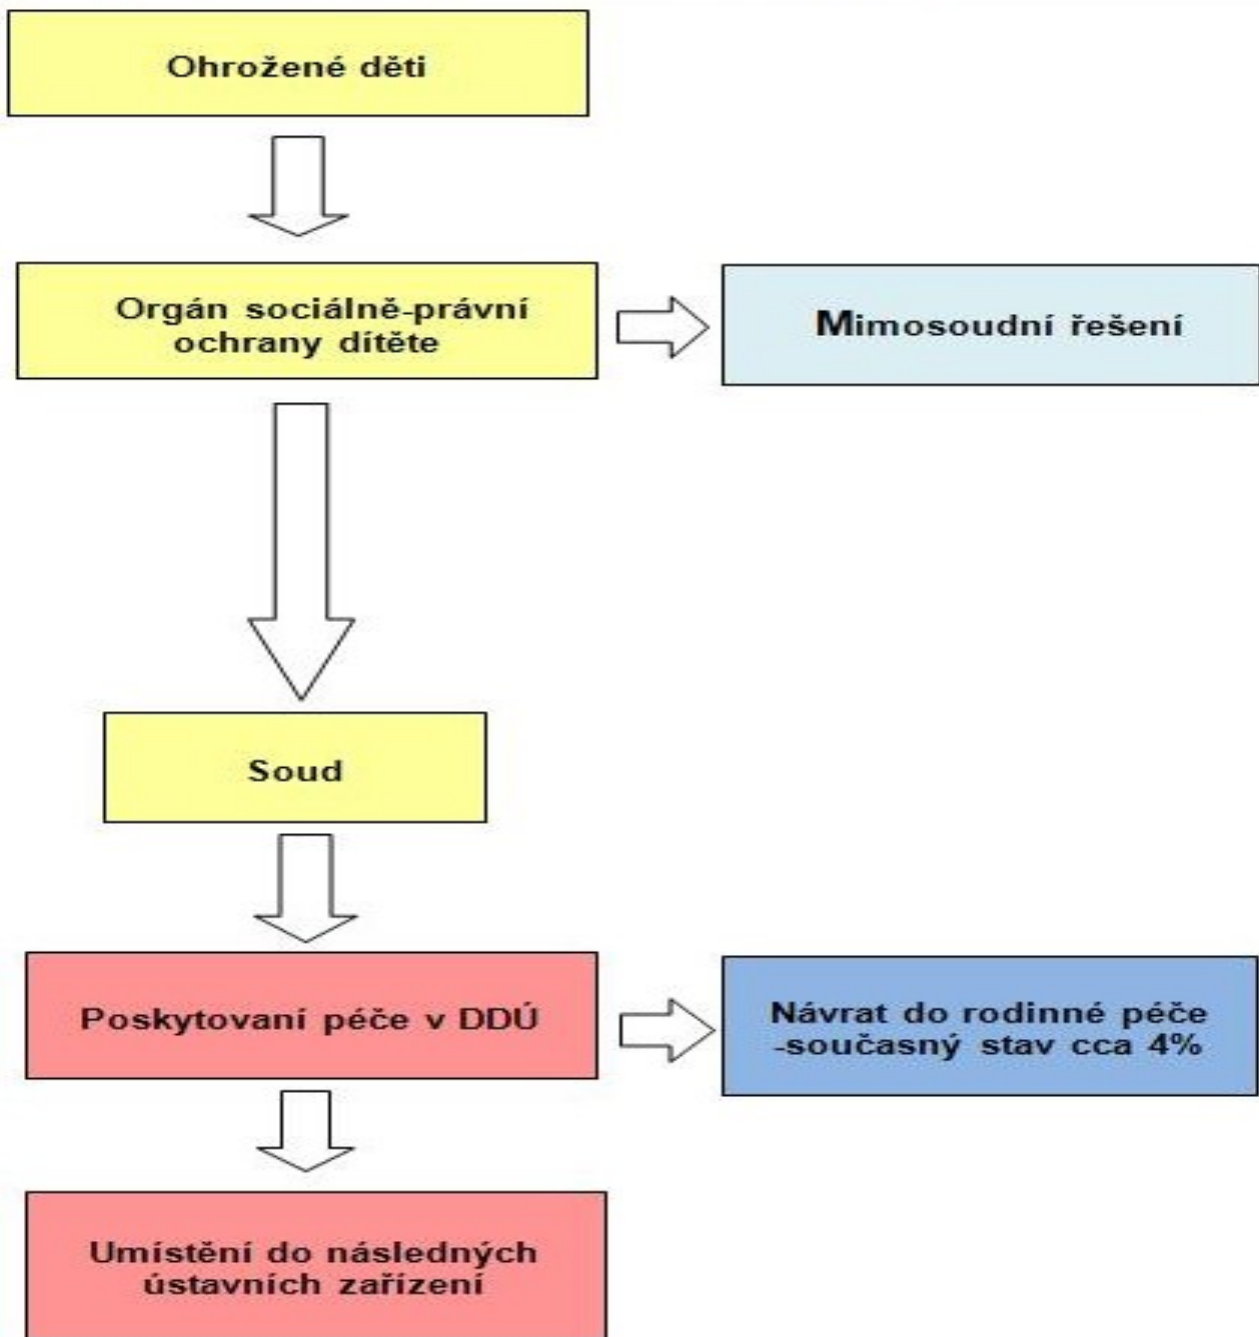 Ohrožené děti
Orgán sociálně-právní
ochrany dítěte
Mimosoudní řešení
Soud
Poskytovaní péče v DDÚ
Návrat do rodinné péče
-současný stav cca 4%
Umístění do následných
ústavních zařízení